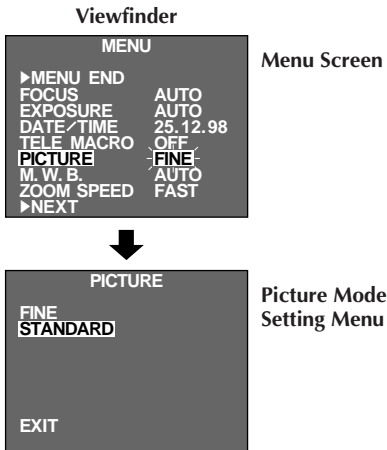 Viewfinder
MENU
▶MENU END
FOCUS AUTO
EXPOSURE AUTO
DATE/TIME 25.12.98
TELE MACRO OFF
PICTURE FINE
M. W. B. AUTO
ZOOM SPEED FAST
▶NEXT
Menu Screen
PICTURE
FINE
STANDARD
EXIT
Picture Mode
Setting Menu